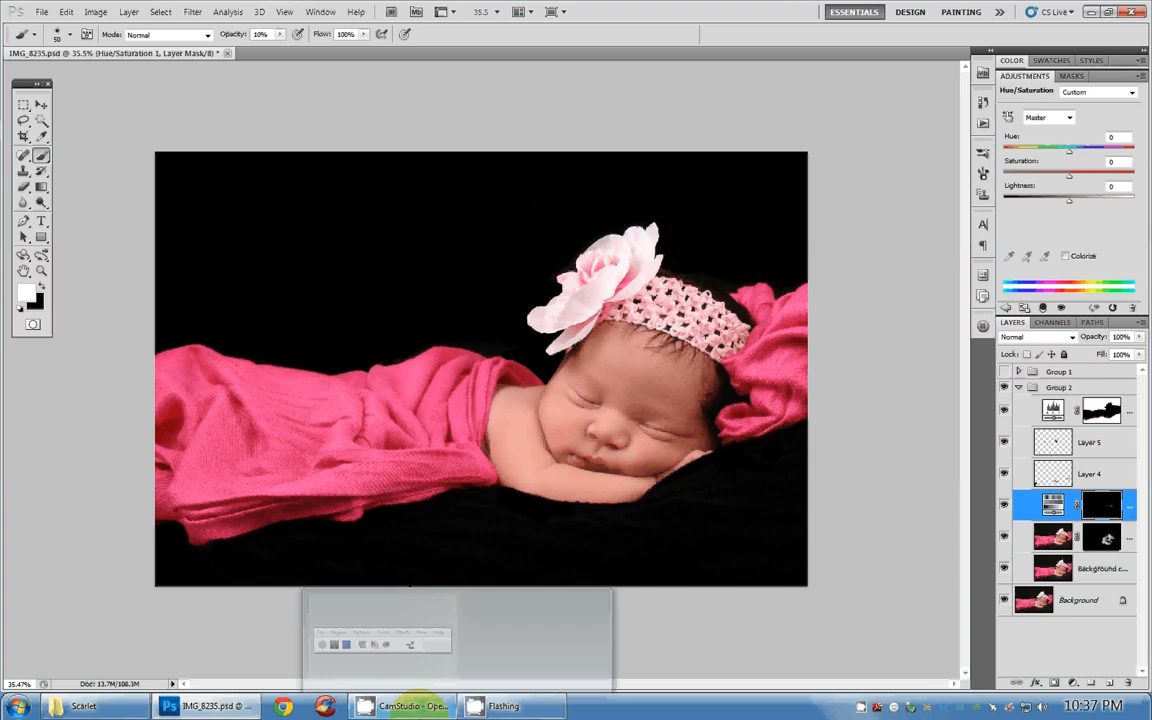 Ps File Edit Image Layer Select Filter Analysis 3D View Window Help Br Mb 35.5 ESSENTIALS DESIGN PAINTING CS Live
50 Mode: Normal Opacity: 10% Flow: 100%
IMG_8235.psd @ 35.5% (Hue/Saturation 1, Layer Mask/8) *
COLOR SWATCHES STYLES
ADJUSTMENTS MASKS
Hue/Saturation Custom
Master
Hue: 0
Saturation: 0
Lightness: 0
Colorize
LAYERS CHANNELS PATHS
Normal Opacity: 100%
Lock: Fill: 100%
Group 1
Group 2
Layer 5
Layer 4
Background c...
Background
35.47% Doc: 13.7M/108.3M
Scarlet IMG_8235.psd @ ... CamStudio - Ope... Flashing 10:37 PM